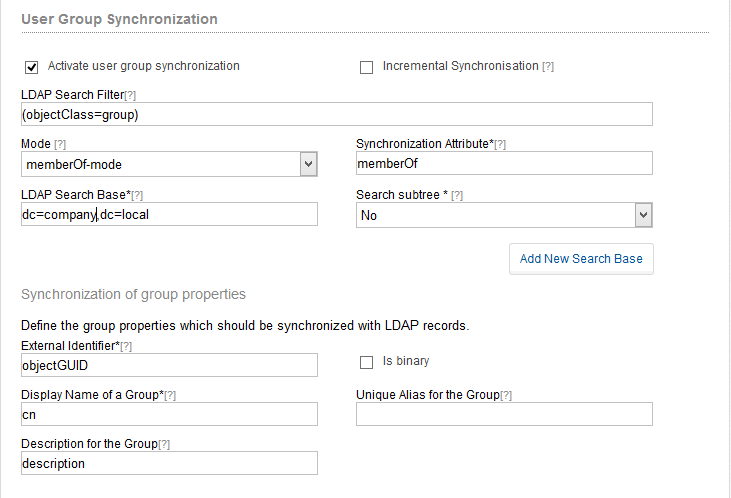 User Group Synchronization
Activate user group synchronization
Incremental Synchronisation [?]
LDAP Search Filter[?]
(objectClass=group)
Mode [?]
Synchronization Attribute*[?]
memberOf-mode
memberOf
LDAP Search Base*[?]
Search subtree * [?]
dc=company,dc=local
No
Add New Search Base
Synchronization of group properties
Define the group properties which should be synchronized with LDAP records.
External Identifier*[?]
objectGUID
Is binary
Display Name of a Group*[?]
Unique Alias for the Group[?]
cn
Description for the Group[?]
description